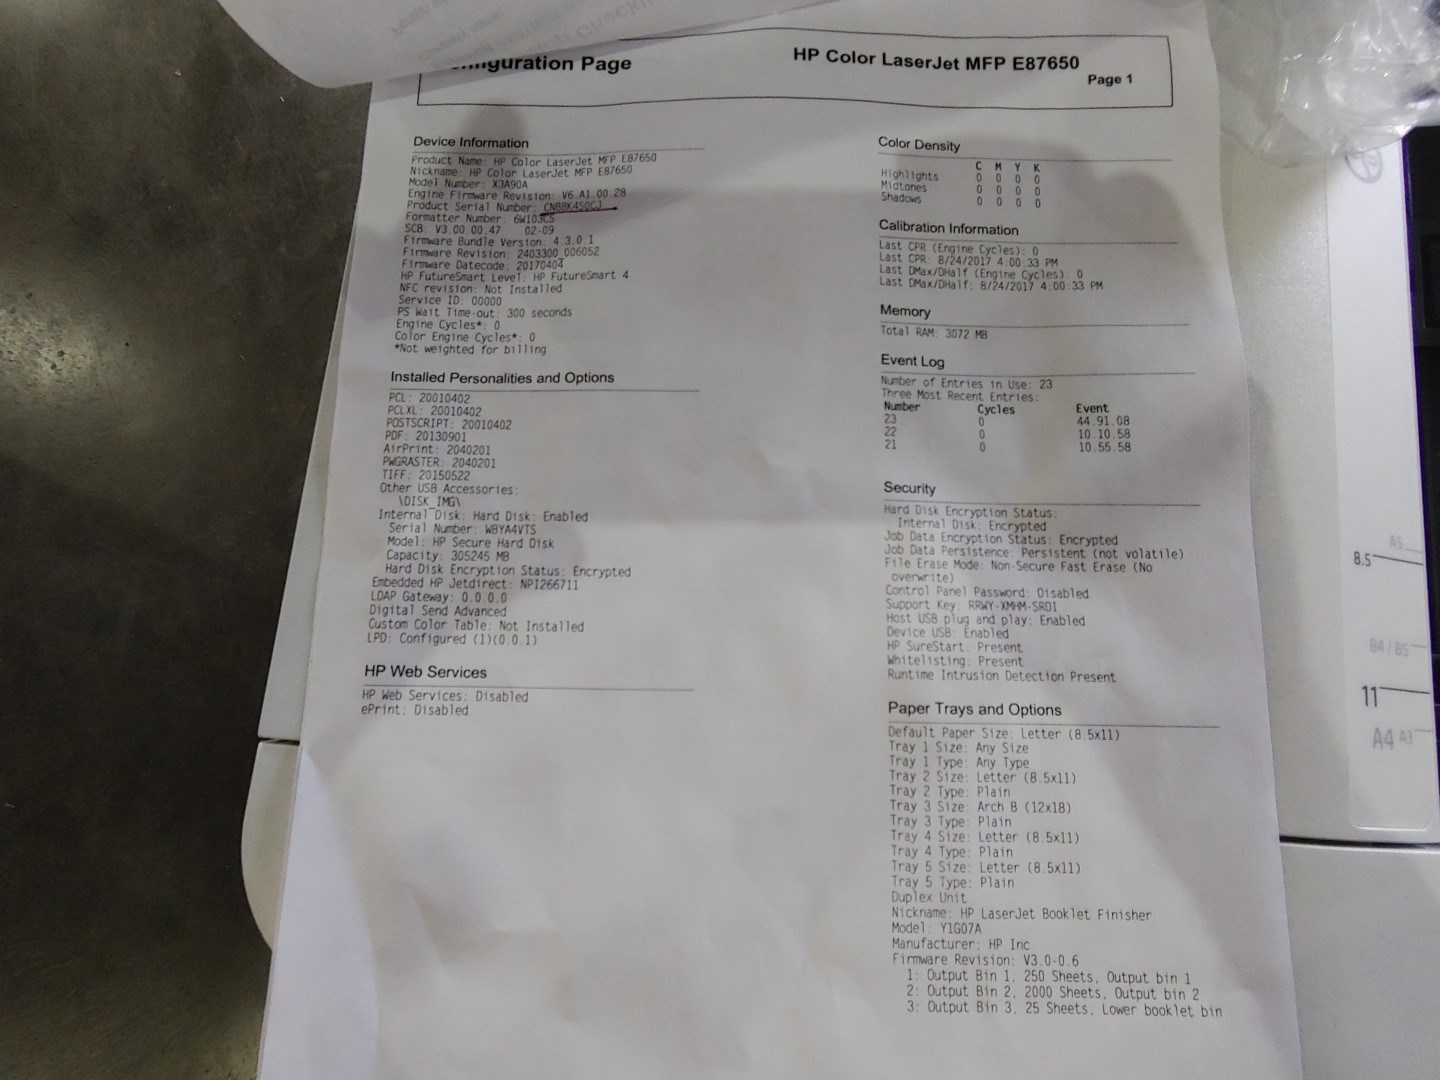 nfiguration Page
HP Color LaserJet MFP E87650
Page 1
Device Information
Product Name: HP Color LaserJet MFP E87650
Nickname: HP Color LaserJet MFP E87650
Model Number: X3A90A
Engine Firmware Revision: V6.A1.00.28
Product Serial Number:
Formatter Number: 6W103CS
SCB: V3.00.00.47 02-09
Firmware Bundle Version: 4.3.0.1
Firmware Revision: 2403300_006052
Firmware Datecode: 20170404
HP FutureSmart Level: HP FutureSmart 4
NFC revision: Not Installed
Service ID: 00000
PS Wait Time-out: 300 seconds
Engine Cycles*: 0
Color Engine Cycles*: 0
*Not weighted for billing
Installed Personalities and Options
PCL: 20010402
PCLXL: 20010402
POSTSCRIPT: 20010402
PDF: 20130901
AirPrint: 2040201
PWGRASTER: 2040201
TIFF: 20150522
Other USB Accessories:
\DISK_IMG\
Internal Disk: Hard Disk: Enabled
Serial Number: WBYA4VTS
Model: HP Secure Hard Disk
Capacity: 305245 MB
Hard Disk Encryption Status: Encrypted
Embedded HP Jetdirect: NPI266711
LDAP Gateway: 0.0.0.0
Digital Send Advanced
Custom Color Table: Not Installed
LPD: Configured (1)(0.0.1)
HP Web Services
HP Web Services: Disabled
ePrint: Disabled
Color Density
C M Y K
Highlights 0 0 0 0
Midtones 0 0 0 0
Shadows 0 0 0 0
Calibration Information
Last CPR (Engine Cycles): 0
Last CPR: 8/24/2017 4:00:33 PM
Last DMax/DHalf (Engine Cycles): 0
Last DMax/DHalf: 8/24/2017 4:00:33 PM
Memory
Total RAM: 3072 MB
Event Log
Number of Entries in Use: 23
Three Most Recent Entries:
Number Cycles Event
23 0 44.91.08
22 0 10.10.58
21 0 10.55.58
Security
Hard Disk Encryption Status:
Internal Disk: Encrypted
Job Data Encryption Status: Encrypted
Job Data Persistence: Persistent (not volatile)
File Erase Mode: Non-Secure Fast Erase (No
overwrite)
Control Panel Password: Disabled
Support Key: RRWY-XMHM-SRDI
Host USB plug and play: Enabled
Device USB: Enabled
HP SureStart: Present
Whitelisting: Present
Runtime Intrusion Detection Present
Paper Trays and Options
Default Paper Size: Letter (8.5x11)
Tray 1 Size: Any Size
Tray 1 Type: Any Type
Tray 2 Size: Letter (8.5x11)
Tray 2 Type: Plain
Tray 3 Size: Arch B (12x18)
Tray 3 Type: Plain
Tray 4 Size: Letter (8.5x11)
Tray 4 Type: Plain
Tray 5 Size: Letter (8.5x11)
Tray 5 Type: Plain
Duplex Unit
Nickname: HP LaserJet Booklet Finisher
Model: Y1G07A
Manufacturer: HP Inc
Firmware Revision: V3.0-0.6
1: Output Bin 1, 250 Sheets, Output bin 1
2: Output Bin 2, 2000 Sheets, Output bin 2
3: Output Bin 3, 25 Sheets, Lower booklet bin
A5
8.5
B4/B5
11
A4 A3